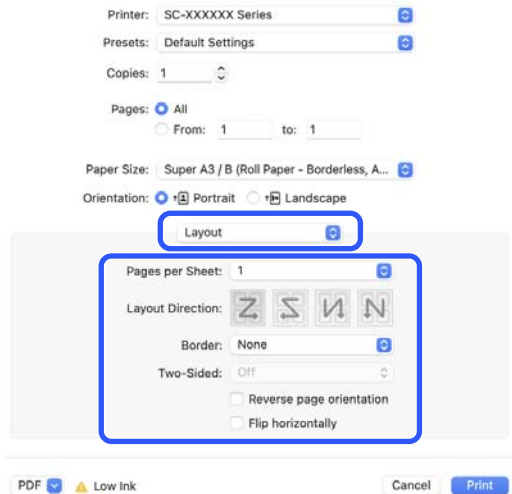 Printer: SC-XXXXXX Series
Presets: Default Settings
Copies: 1
Pages: All
From: 1 to: 1
Paper Size: Super A3 / B (Roll Paper - Borderless, A...
Orientation: Portrait Landscape
Layout
Pages per Sheet: 1
Layout Direction:
Border: None
Two-Sided: Off
Reverse page orientation
Flip horizontally
PDF Low Ink Cancel Print